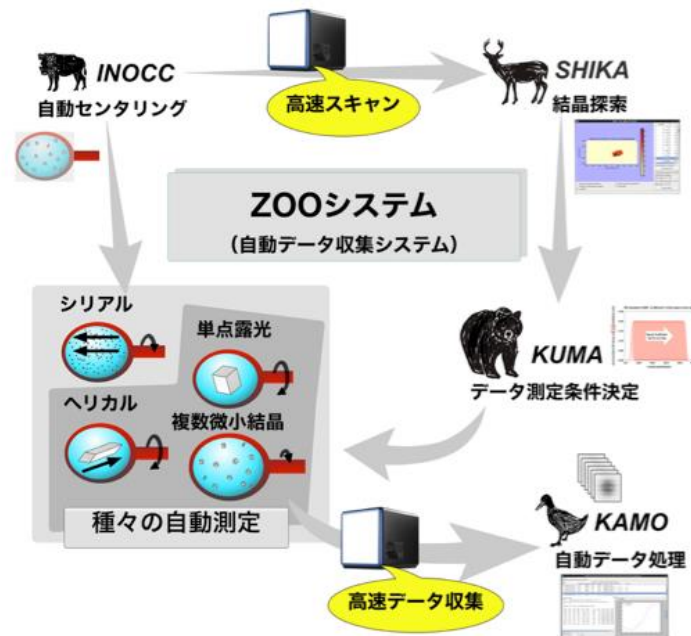 INOCC
自動センタリング
高速スキャン
SHIKA
結晶探索
ZOOシステム
(自動データ収集システム)
シリアル
単点露光
ヘリカル
複数微小結晶
種々の自動測定
KUMA
データ測定条件決定
KAMO
自動データ処理
高速データ収集